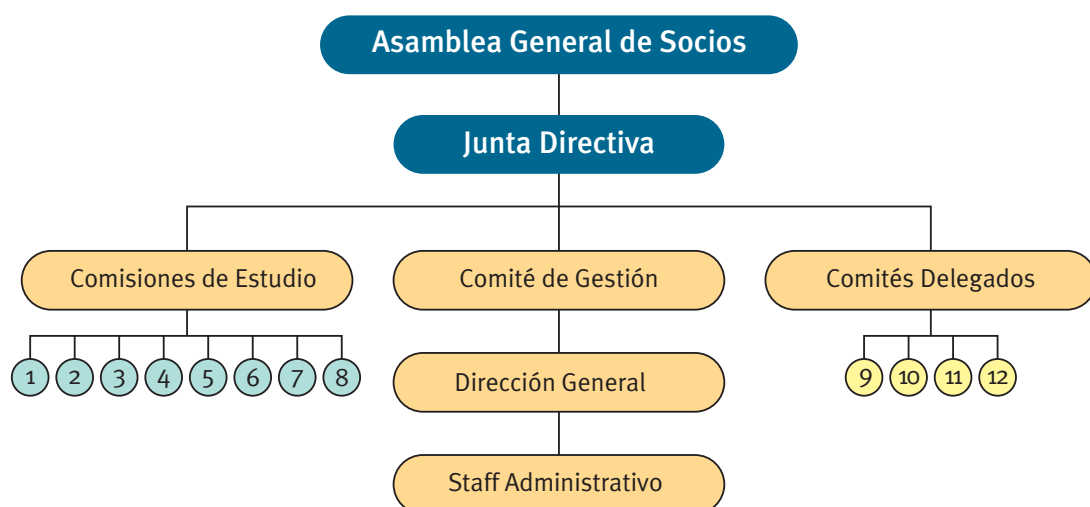 Asamblea General de Socios
Junta Directiva
Comisiones de Estudio
Comité de Gestión
Comités Delegados
1 2 3 4 5 6 7 8
9 10 11 12
Dirección General
Staff Administrativo